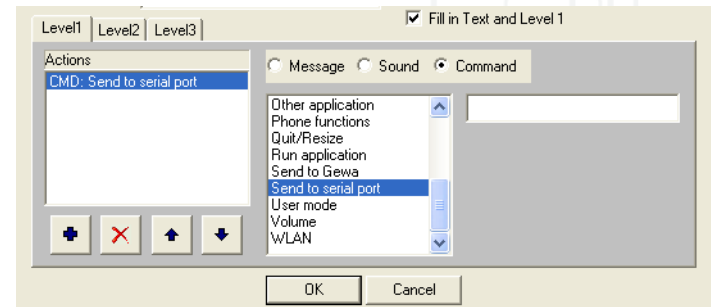 Fill in Text and Level 1
Level1 Level2 Level3
Actions
CMD: Send to serial port
Message Sound Command
Other application
Phone functions
Quit/Resize
Run application
Send to Gewa
Send to serial port
User mode
Volume
WLAN
OK Cancel